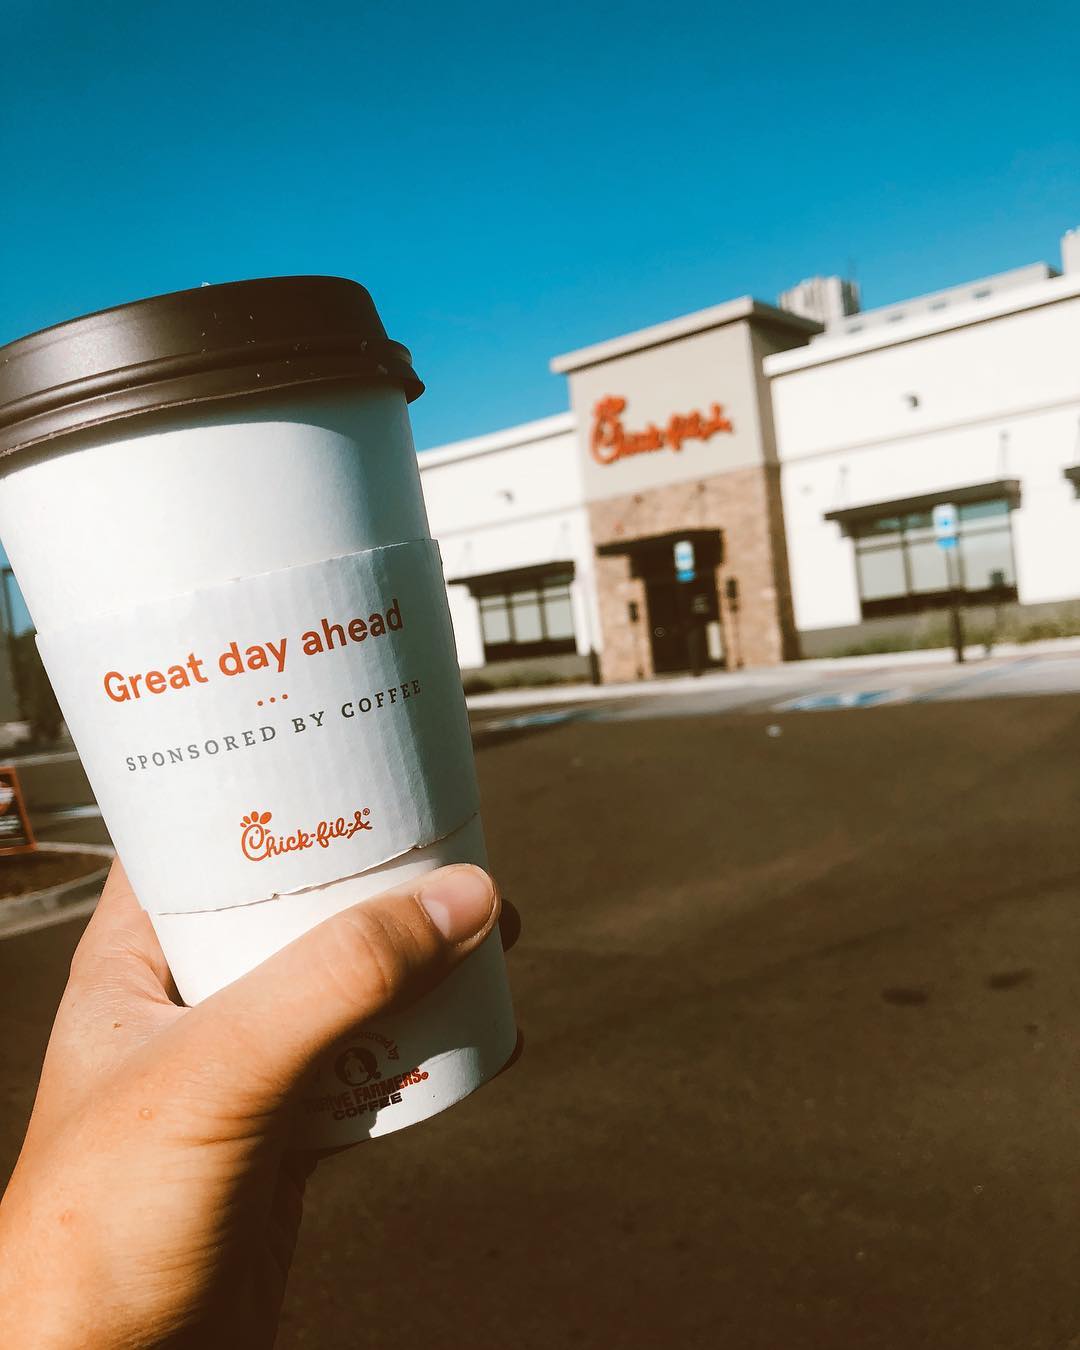 Chick-fil-A
Great day ahead
...
SPONSORED BY COFFEE
Chick-fil-A®
THRIVE FARMERS®
COFFEE